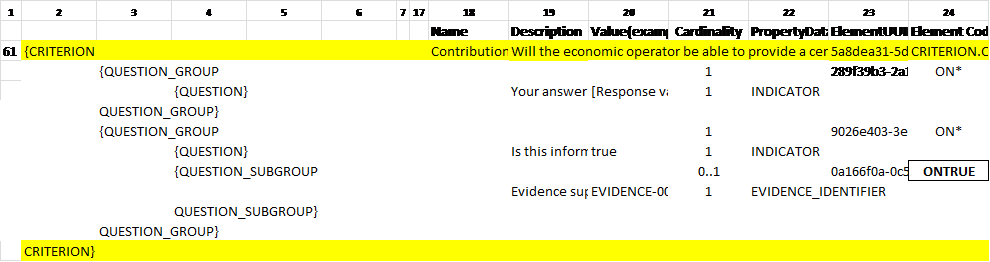 1 2 3 4 5 6 7 17 18 19 20 21 22 23 24
Name Description Value(examp Cardinality PropertyDat ElementUUI Element Cod
61 {CRITERION Contribution Will the economic operator be able to provide a cer 5a8dea31-5d CRITERION.C
{QUESTION_GROUP 1 289f39b3-2a1 ON*
{QUESTION} Your answer [Response va 1 INDICATOR
QUESTION_GROUP}
{QUESTION_GROUP 1 9026e403-3e ON*
{QUESTION} Is this inform true 1 INDICATOR
{QUESTION_SUBGROUP 0..1 0a166f0a-0c5 ONTRUE
Evidence sup EVIDENCE-00 1 EVIDENCE_IDENTIFIER
QUESTION_SUBGROUP}
QUESTION_GROUP}
CRITERION}